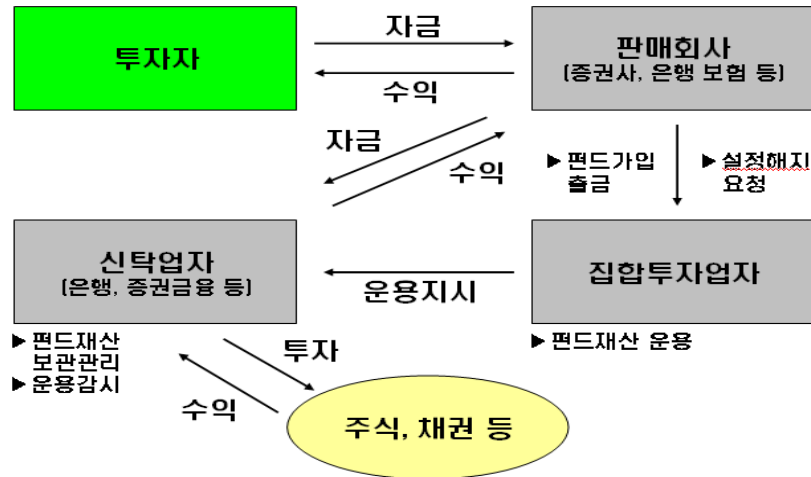 투자자
자금
수익
판매회사
(증권사, 은행 보험 등)
자금
수익
▶ 펀드가입
출금
▶ 설정해지
요청
신탁업자
(은행, 증권금융 등)
운용지시
집합투자업자
▶ 펀드재산
보관관리
▶ 운용감시
▶ 펀드재산 운용
투자
수익
주식, 채권 등